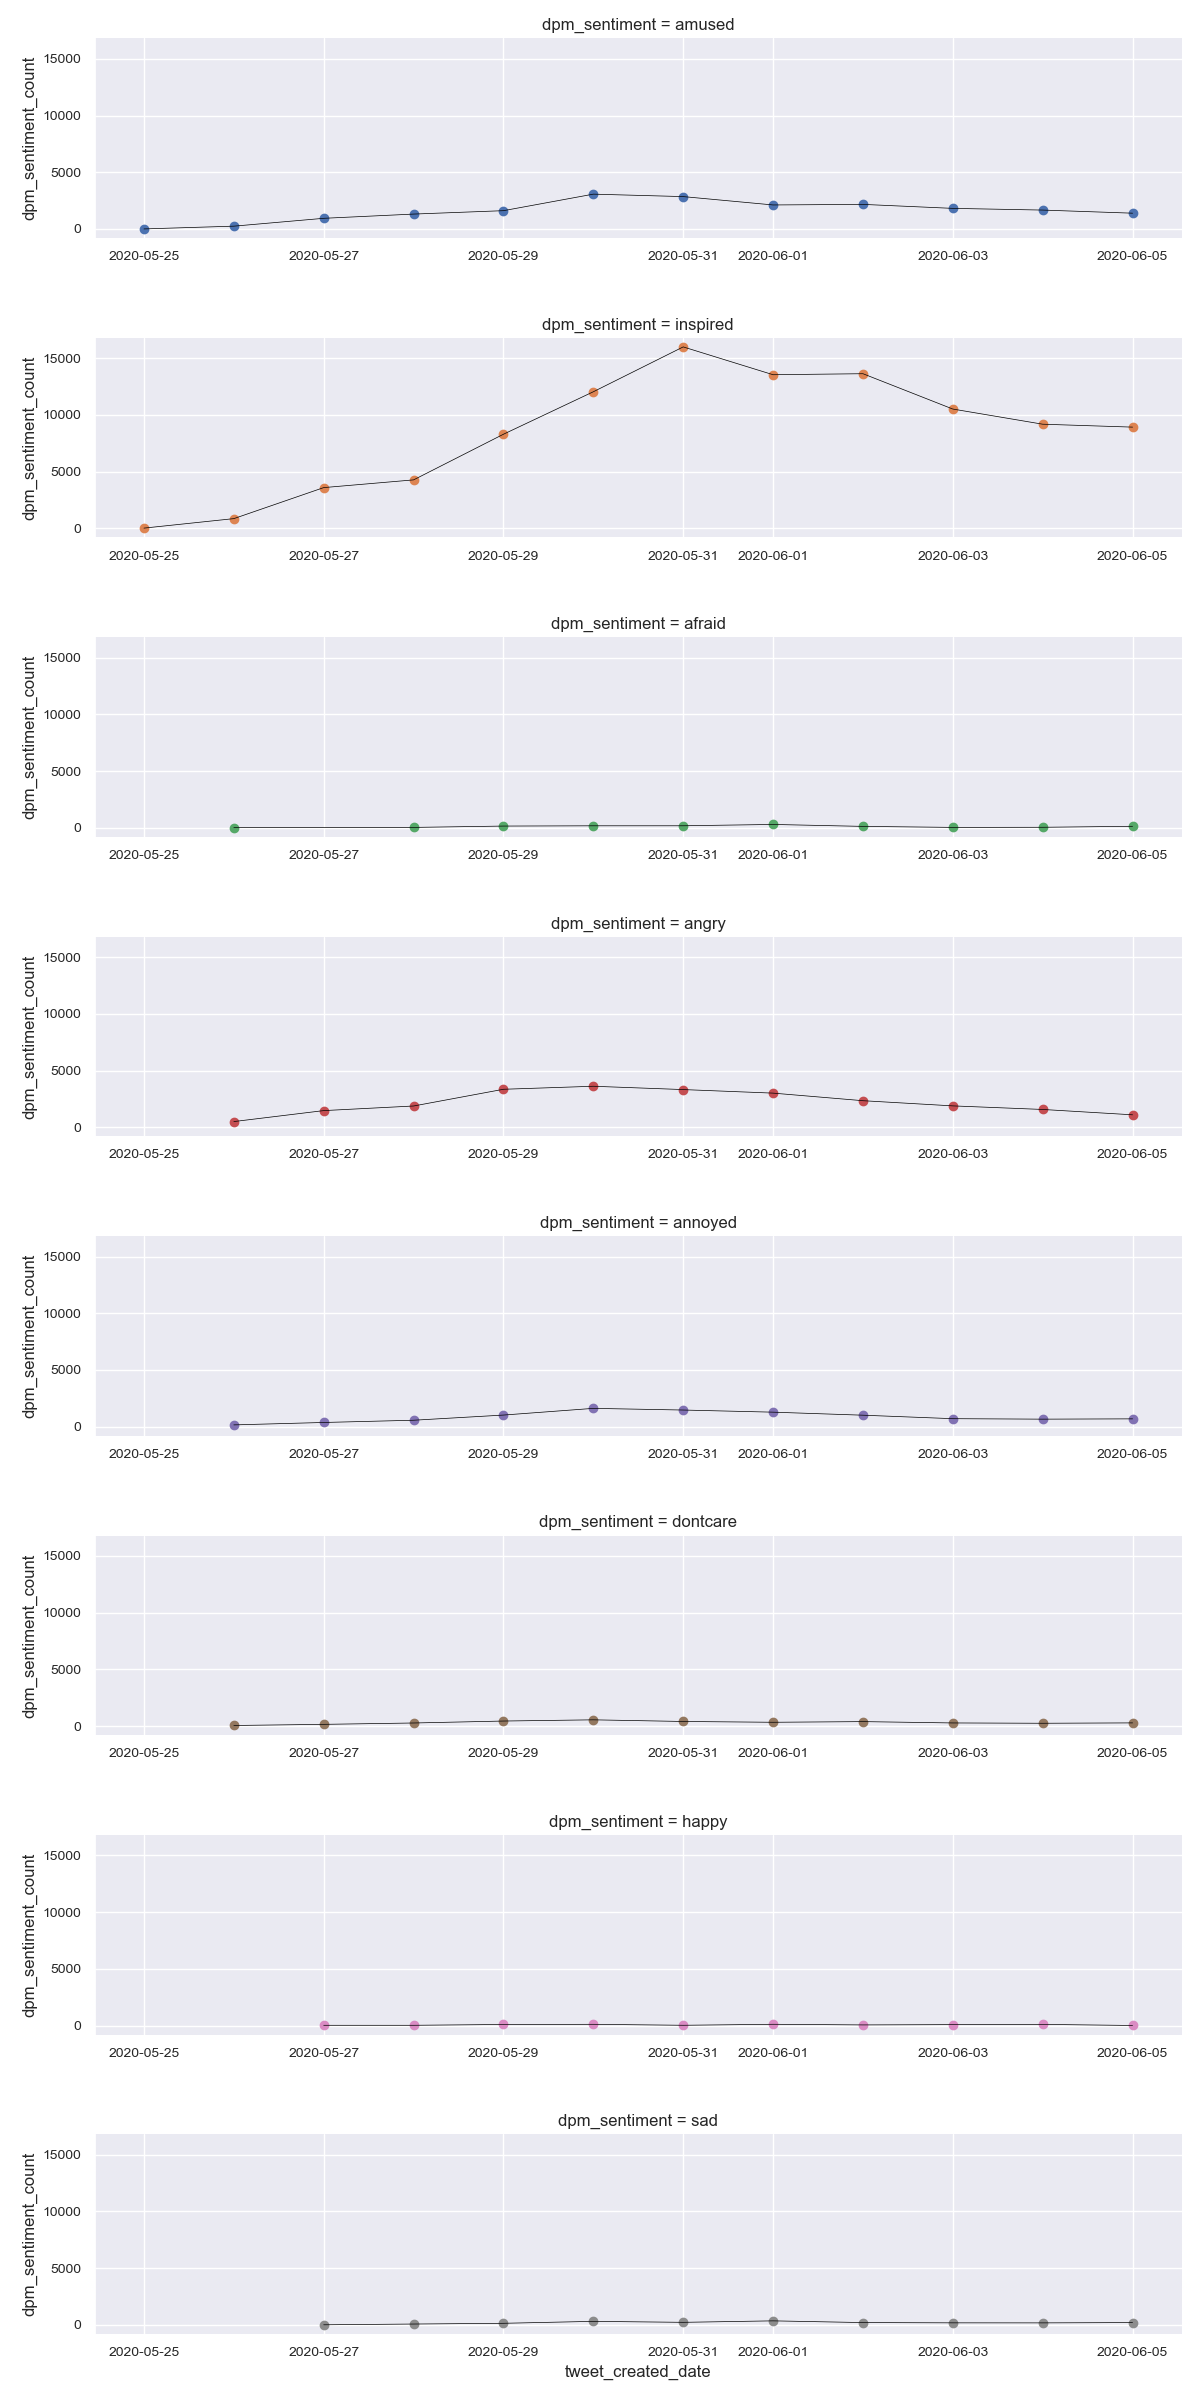 dpm_sentiment = amused
dpm_sentiment_count
15000
10000
5000
0
2020-05-25 2020-05-27 2020-05-29 2020-05-31 2020-06-01 2020-06-03 2020-06-05
dpm_sentiment = inspired
dpm_sentiment_count
15000
10000
5000
0
2020-05-25 2020-05-27 2020-05-29 2020-05-31 2020-06-01 2020-06-03 2020-06-05
dpm_sentiment = afraid
dpm_sentiment_count
15000
10000
5000
0
2020-05-25 2020-05-27 2020-05-29 2020-05-31 2020-06-01 2020-06-03 2020-06-05
dpm_sentiment = angry
dpm_sentiment_count
15000
10000
5000
0
2020-05-25 2020-05-27 2020-05-29 2020-05-31 2020-06-01 2020-06-03 2020-06-05
dpm_sentiment = annoyed
dpm_sentiment_count
15000
10000
5000
0
2020-05-25 2020-05-27 2020-05-29 2020-05-31 2020-06-01 2020-06-03 2020-06-05
dpm_sentiment = dontcare
dpm_sentiment_count
15000
10000
5000
0
2020-05-25 2020-05-27 2020-05-29 2020-05-31 2020-06-01 2020-06-03 2020-06-05
dpm_sentiment = happy
dpm_sentiment_count
15000
10000
5000
0
2020-05-25 2020-05-27 2020-05-29 2020-05-31 2020-06-01 2020-06-03 2020-06-05
dpm_sentiment = sad
dpm_sentiment_count
15000
10000
5000
0
2020-05-25 2020-05-27 2020-05-29 2020-05-31 2020-06-01 2020-06-03 2020-06-05
tweet_created_date